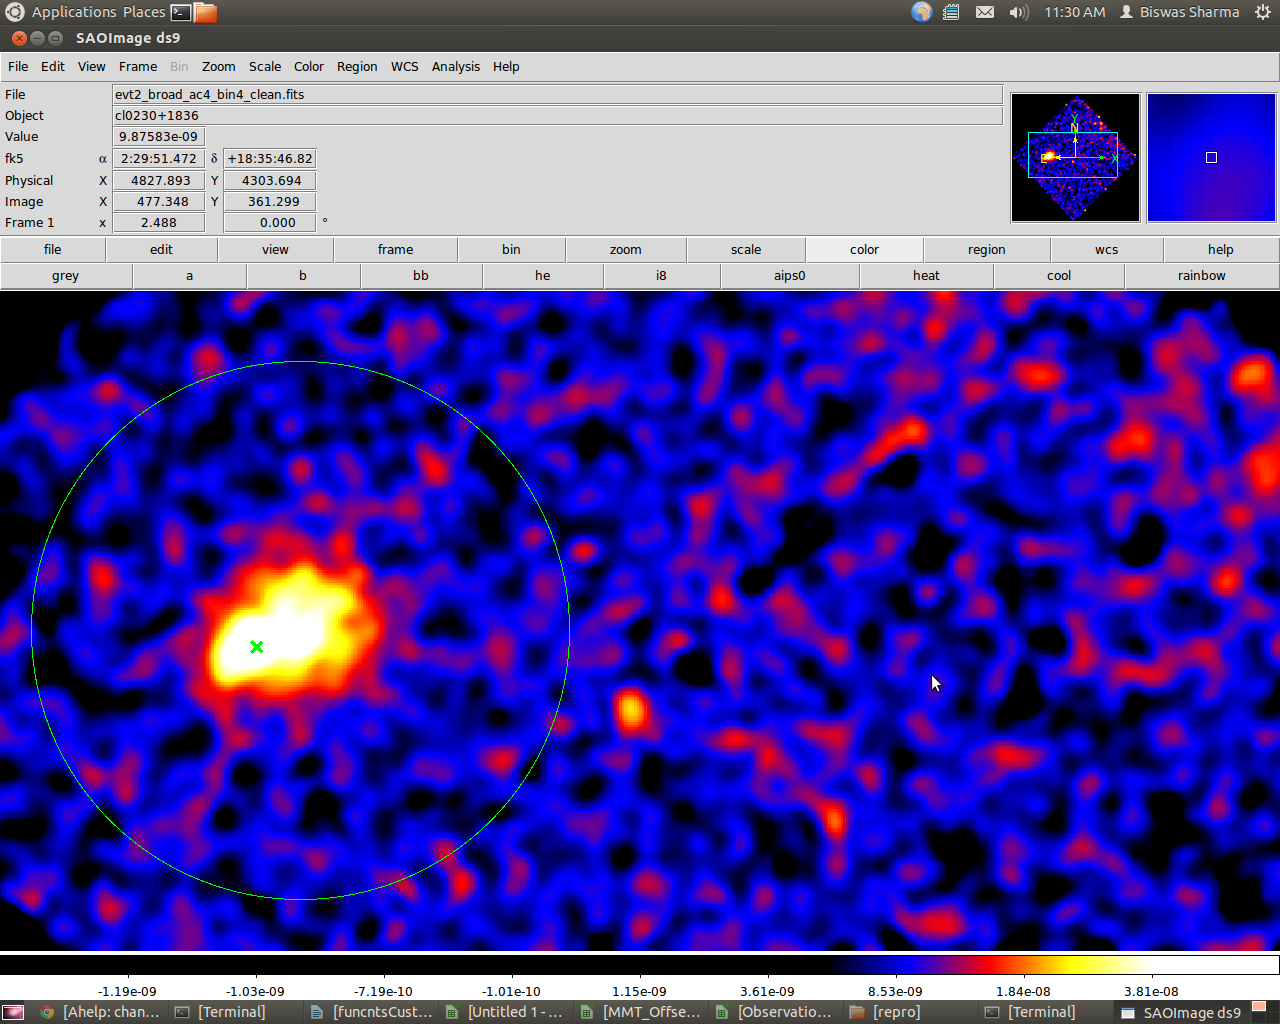 Applications Places 11:30 AM Biswas Sharma
SAOImage ds9
File Edit View Frame Bin Zoom Scale Color Region WCS Analysis Help
File evt2_broad_ac4_bin4_clean.fits
Object cl0230+1836
Value 9.87583e-09
fk5 α 2:29:51.472 δ +18:35:46.82
Physical X 4827.893 Y 4303.694
Image X 477.348 Y 361.299
Frame 1 x 2.488 0.000 °
Y
N
E X
file edit view frame bin zoom scale color region wcs help
grey a b bb he i8 aips0 heat cool rainbow
-1.19e-09 -1.03e-09 -7.19e-10 -1.01e-10 1.15e-09 3.61e-09 8.53e-09 1.84e-08 3.81e-08
[Ahelp: chan... [Terminal] [FuncntsCust... [Untitled 1 - ... [MMT_Offse... [Observatio... [repro] [Terminal] SAOImage ds9